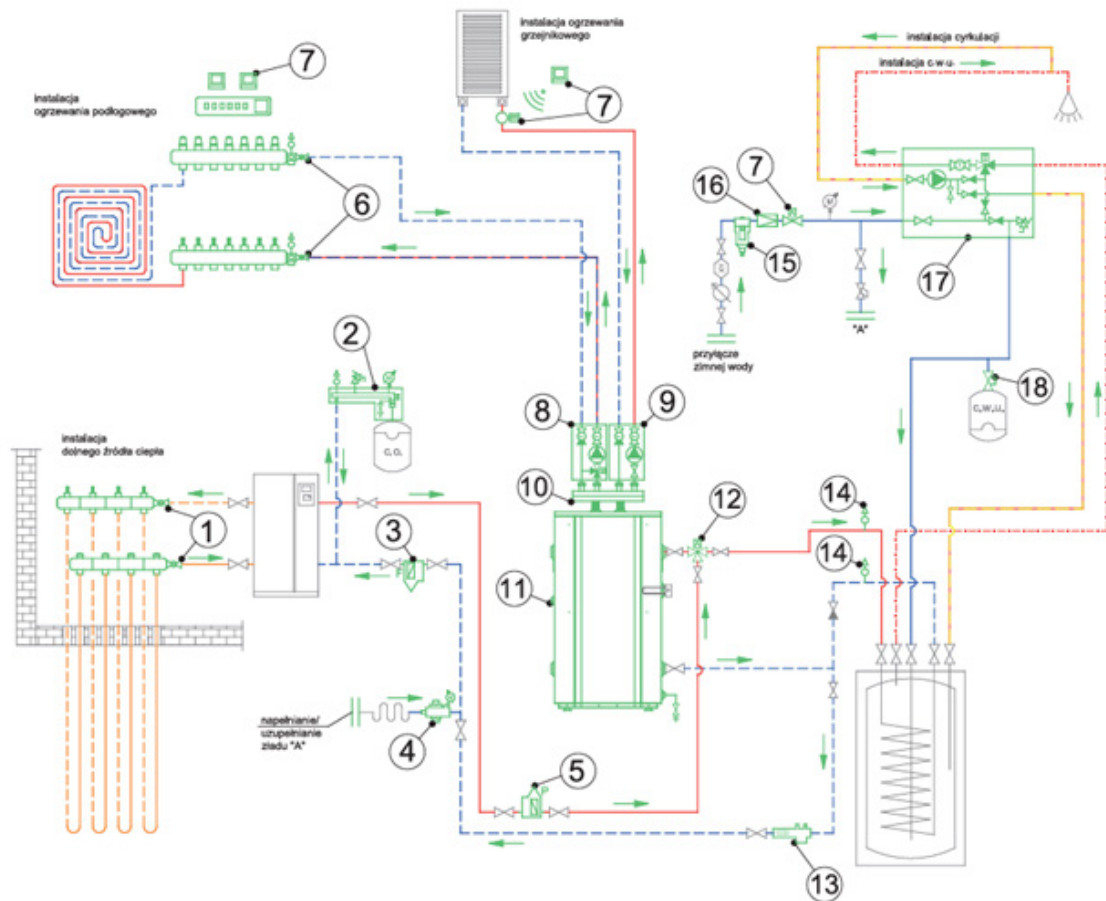 instalacja ogrzewania
grzejnikowego
instalacja cyrkulacji
instalacja c.w.u.
7
instalacja
ogrzewania podłogowego
7
6
16
7
M
15
17
"A"
przyłącze
zimnej wody
2
M
C.O.
8
9
18
C.W.U.
instalacja
dolnego źródła ciepła
1
3
10
12
14
14
11
napełnianie/
uzupełnianie
zładu "A"
4
5
13